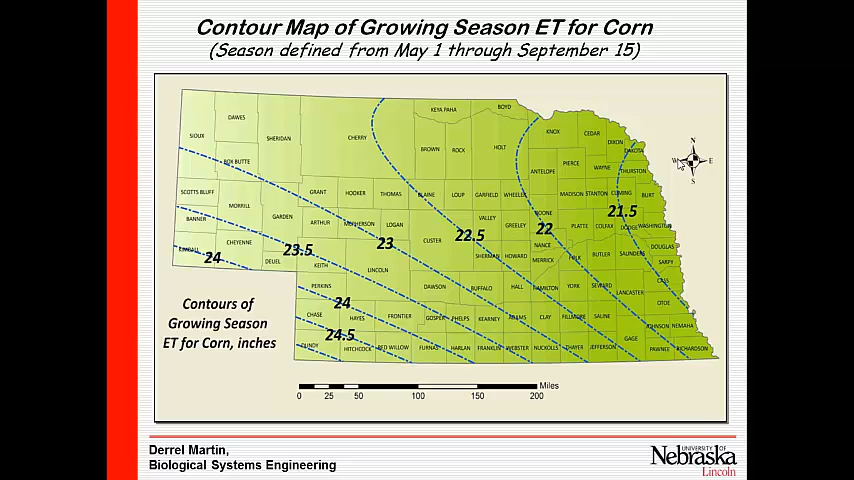 Contour Map of Growing Season ET for Corn
(Season defined from May 1 through September 15)
KEYA PAHA BOYD
DAWES KNOX CEDAR
SIOUX SHERIDAN CHERRY DIXON
BROWN ROCK HOLT DAKOTA
BOX BUTTE PIERCE WAYNE
ANTELOPE THURSTON
SCOTTS BLUFF GRANT HOOKER THOMAS BLAINE LOUP GARFIELD WHEELER MADISON STANTON CUMING BURT
MORRILL 21.5
BANNER GARDEN ARTHUR MCPHERSON LOGAN VALLEY GREELEY BOONE PLATTE COLFAX DODGE WASHINGTON
22.5 22
CHEYENNE 23.5 23 CUSTER NANCE DOUGLAS
KIMBALL 24 DEUEL KEITH LINCOLN SHERMAN HOWARD MERRICK POLK BUTLER SAUNDERS SARPY
PERKINS DAWSON BUFFALO HALL HAMILTON YORK SEWARD LANCASTER CASS
24 OTOE
CHASE HAYES FRONTIER GOSPER PHELPS KEARNEY ADAMS CLAY FILLMORE SALINE JOHNSON NEMAHA
24.5
DUNDY HITCHCOCK RED WILLOW FURNAS HARLAN FRANKLIN WEBSTER NUCKOLLS THAYER JEFFERSON GAGE PAWNEE RICHARDSON
N
W E
S
Contours of
Growing Season
ET for Corn, inches
Miles
0 25 50 100 150 200
Derrel Martin,
Biological Systems Engineering
UNIVERSITY OF
Nebraska
Lincoln